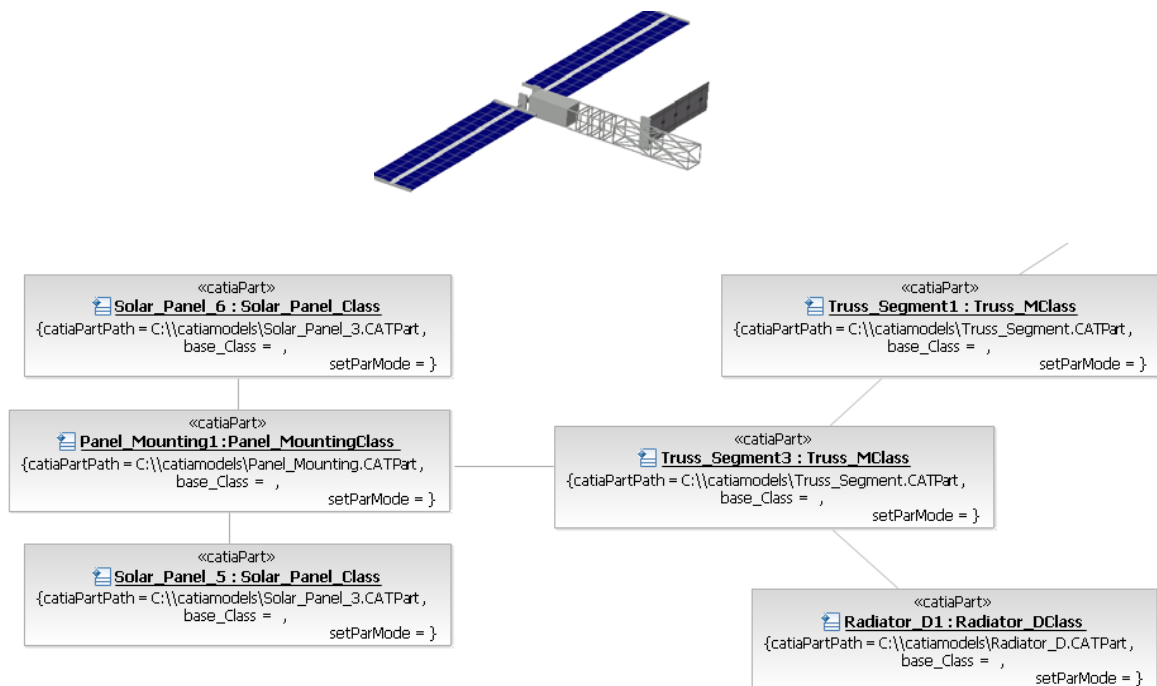 «catiaPart»
Solar_Panel_6 : Solar_Panel_Class
{catiaPartPath = C:\\catiamodels\Solar_Panel_3.CATPart,
base_Class =  ,
setParMode = }
«catiaPart»
Panel_Mounting1:Panel_MountingClass
{catiaPartPath = C:\\catiamodels\Panel_Mounting.CATPart,
base_Class =  ,
setParMode = }
«catiaPart»
Solar_Panel_5 : Solar_Panel_Class
{catiaPartPath = C:\\catiamodels\Solar_Panel_3.CATPart,
base_Class =  ,
setParMode = }
«catiaPart»
Truss_Segment3 : Truss_MClass
{catiaPartPath = C:\\catiamodels\Truss_Segment.CATPart,
base_Class =  ,
setParMode = }
«catiaPart»
Truss_Segment1 : Truss_MClass
{catiaPartPath = C:\\catiamodels\Truss_Segment.CATPart,
base_Class =  ,
setParMode = }
«catiaPart»
Radiator_D1 : Radiator_DClass
{catiaPartPath = C:\\catiamodels\Radiator_D.CATPart,
base_Class =  ,
setParMode = }